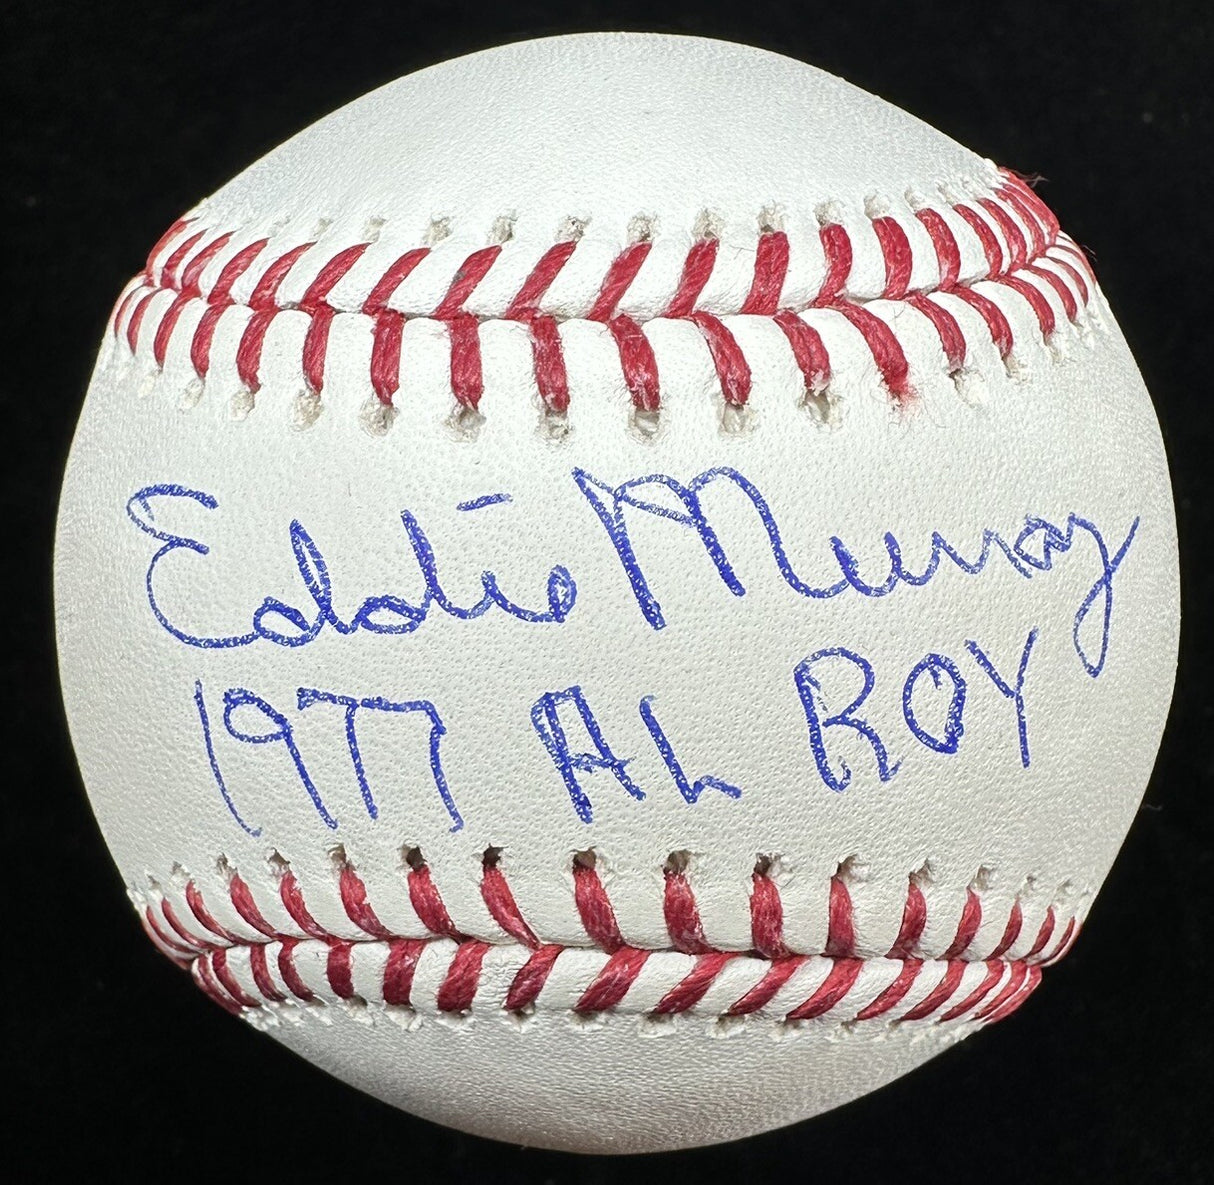 Eddie Murray
1977 AL ROY